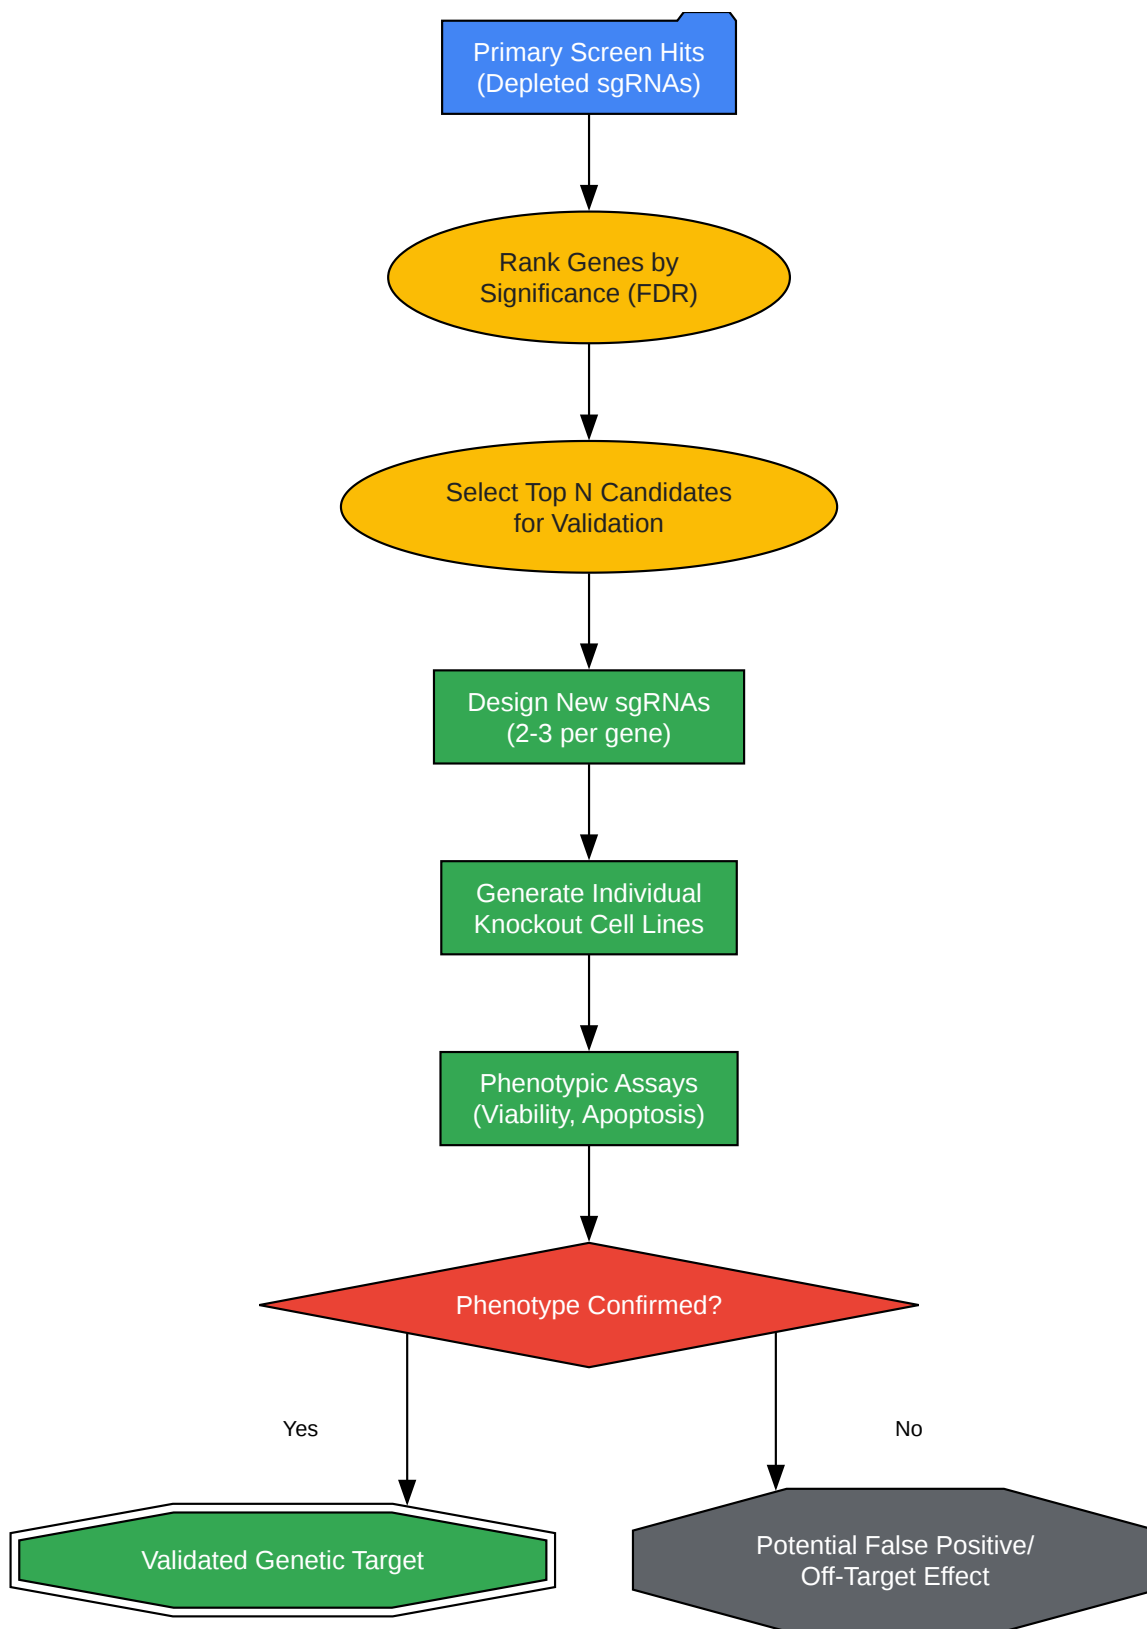 Primary Screen Hits
(Depleted sgRNAs)
Rank Genes by
Significance (FDR)
Select Top N Candidates
for Validation
Design New sgRNAs
(2-3 per gene)
Generate Individual
Knockout Cell Lines
Phenotypic Assays
(Viability, Apoptosis)
Phenotype Confirmed?
Yes
No
Validated Genetic Target
Potential False Positive/
Off-Target Effect